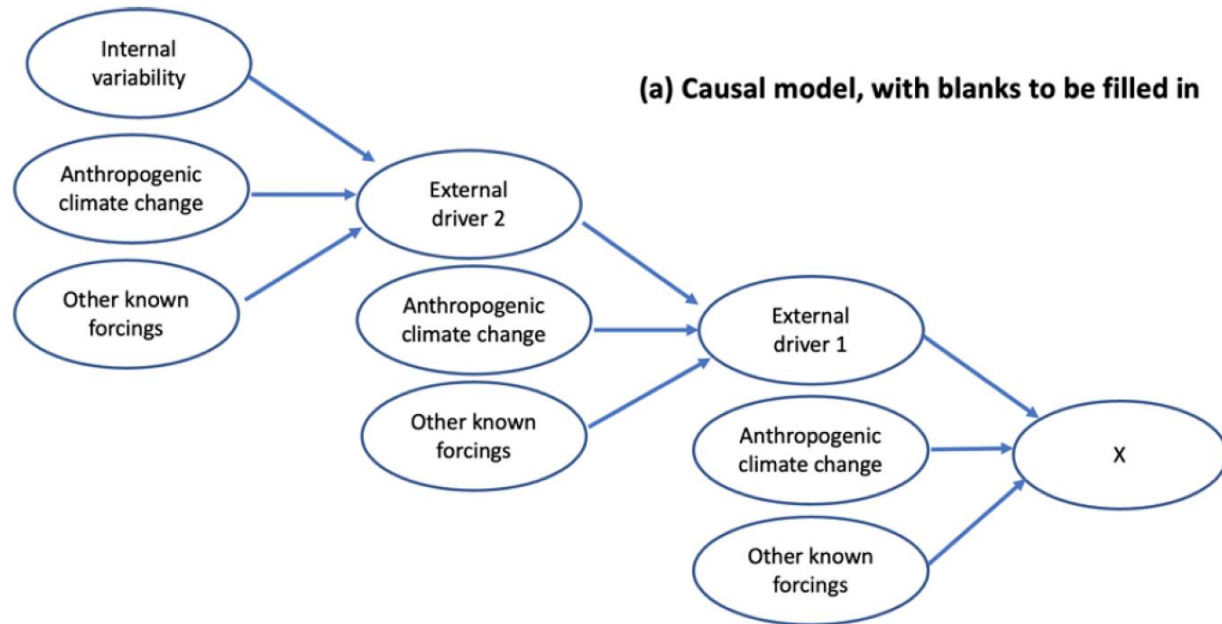 (a) Causal model, with blanks to be filled in
Internal
variability
Anthropogenic
climate change
Other known
forcings
External
driver 2
Anthropogenic
climate change
Other known
forcings
External
driver 1
Anthropogenic
climate change
Other known
forcings
X